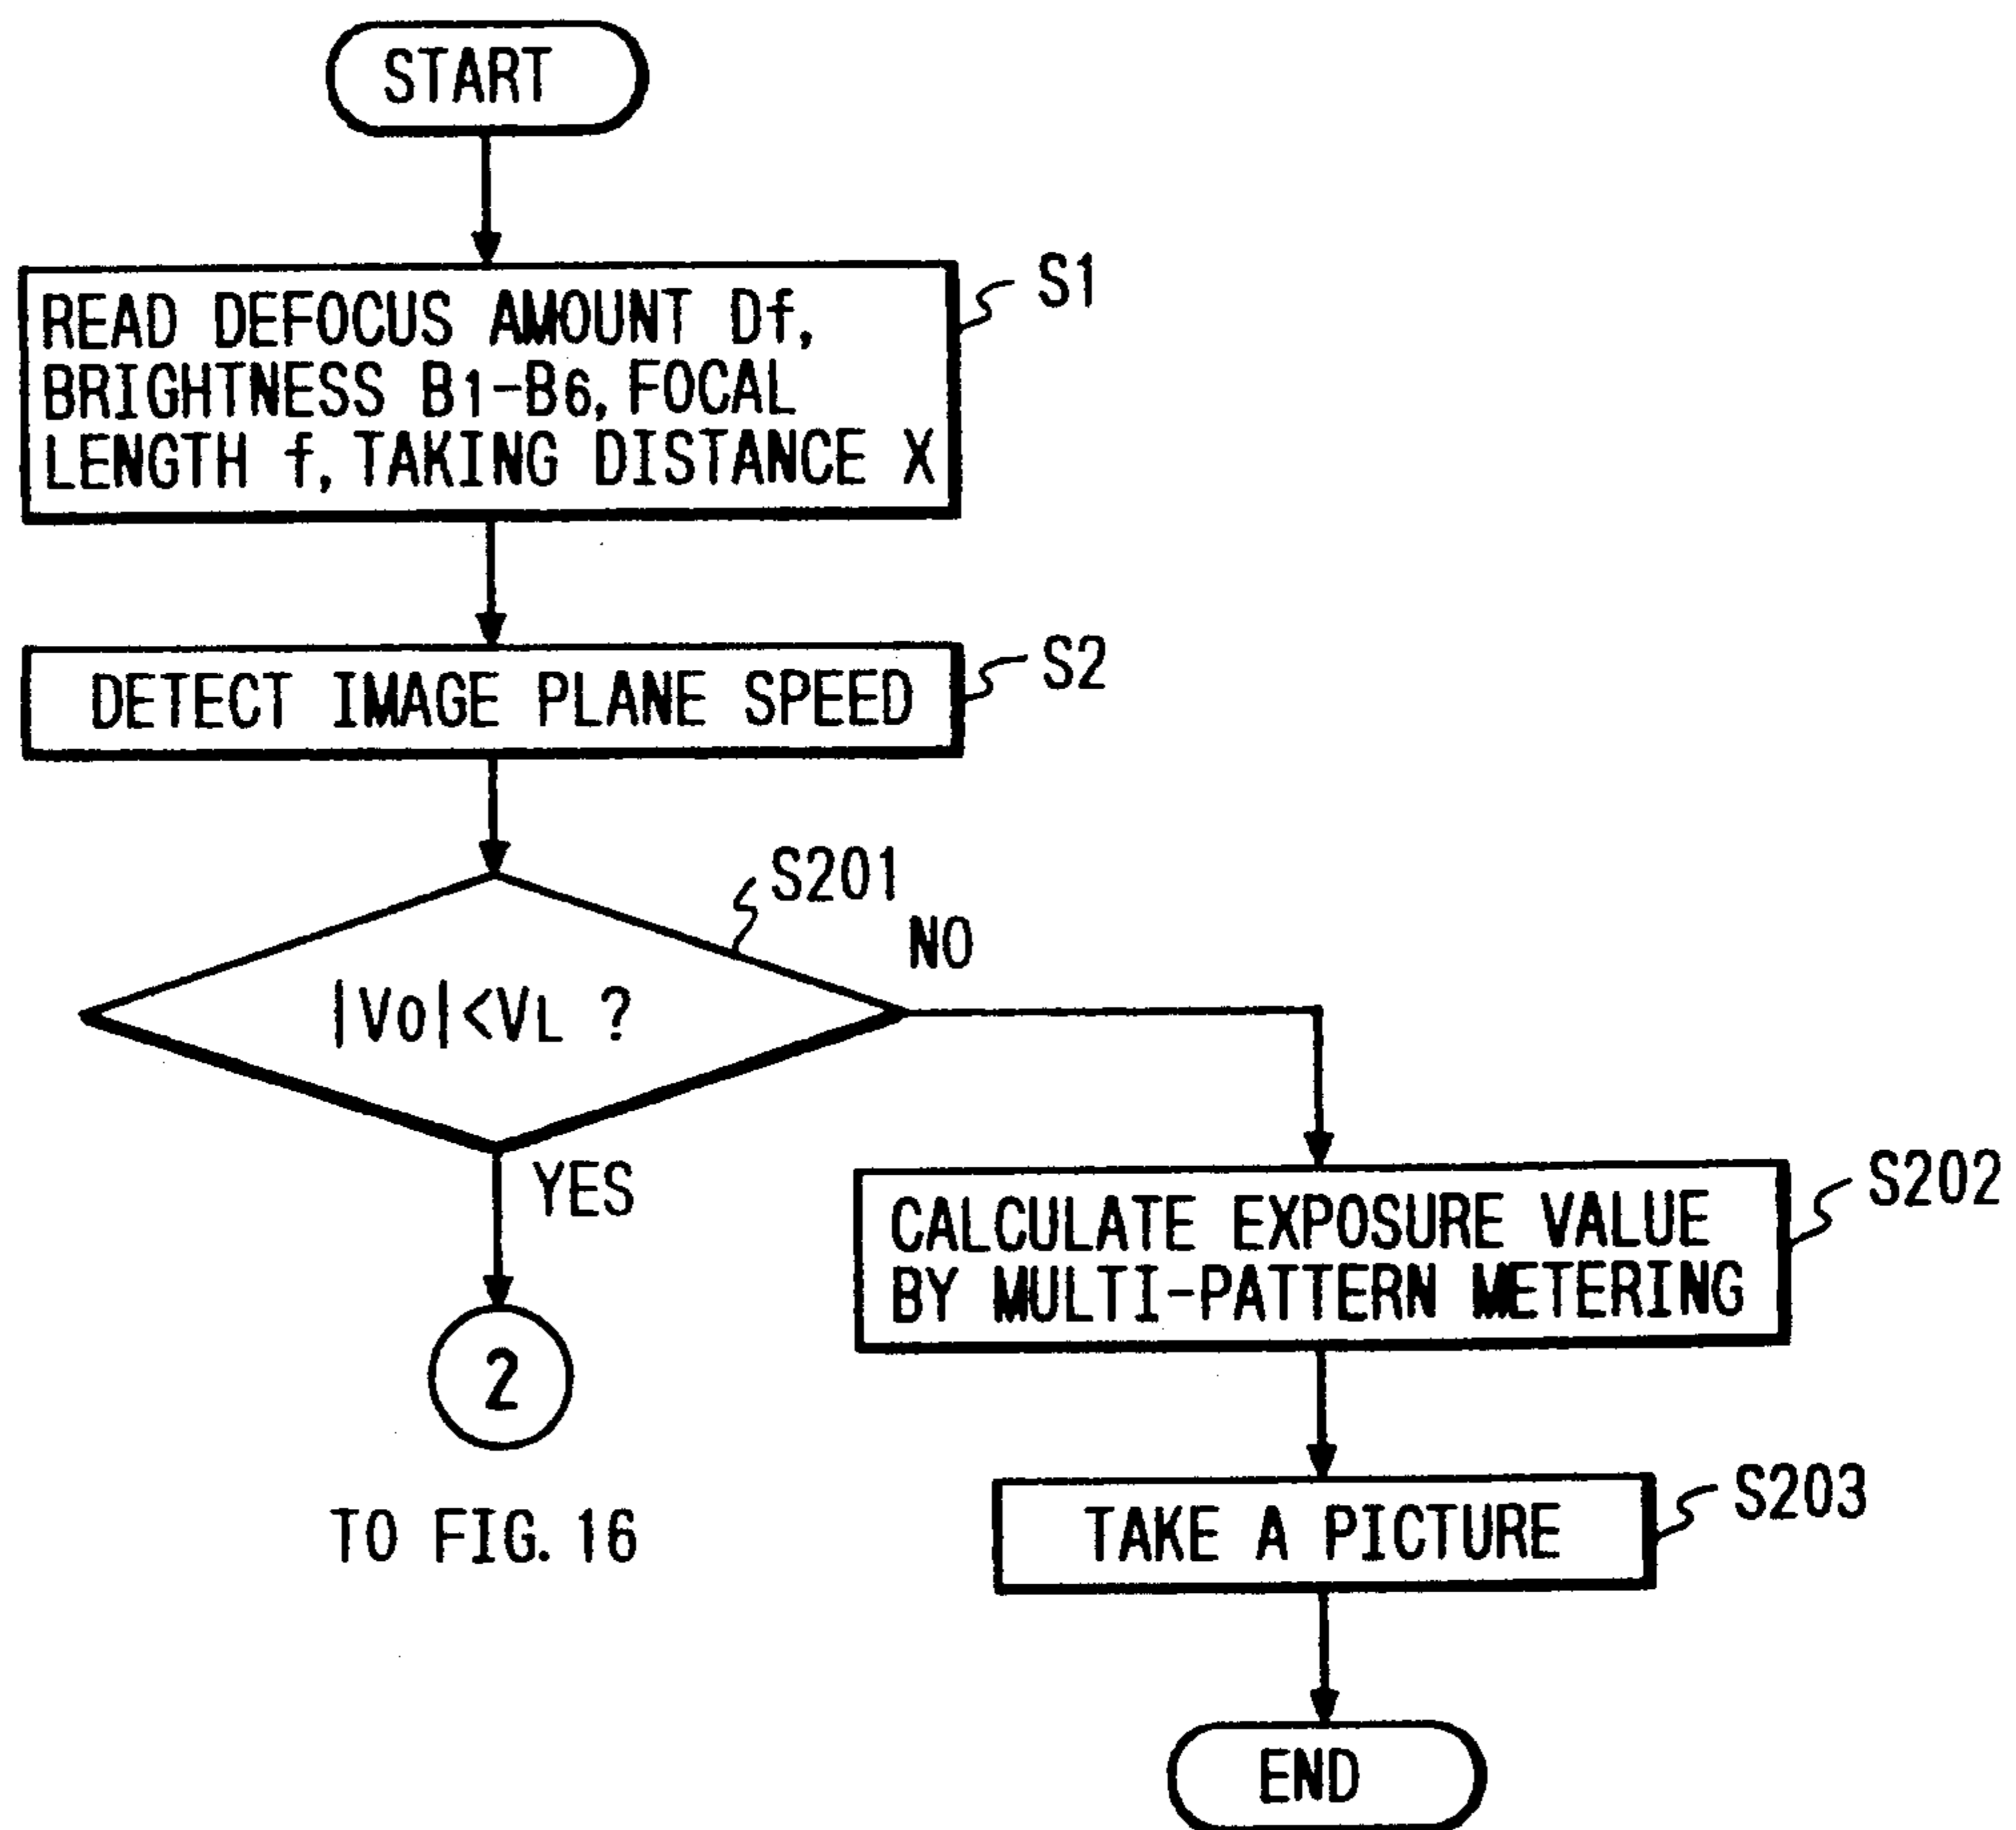 START
READ DEFOCUS AMOUNT Df,
BRIGHTNESS B1-B6, FOCAL
LENGTH f, TAKING DISTANCE X
S1
DETECT IMAGE PLANE SPEED
S2
S201
|V0|<VL ?
NO
YES
2
TO FIG. 16
CALCULATE EXPOSURE VALUE
BY MULTI-PATTERN METERING
S202
TAKE A PICTURE
S203
END